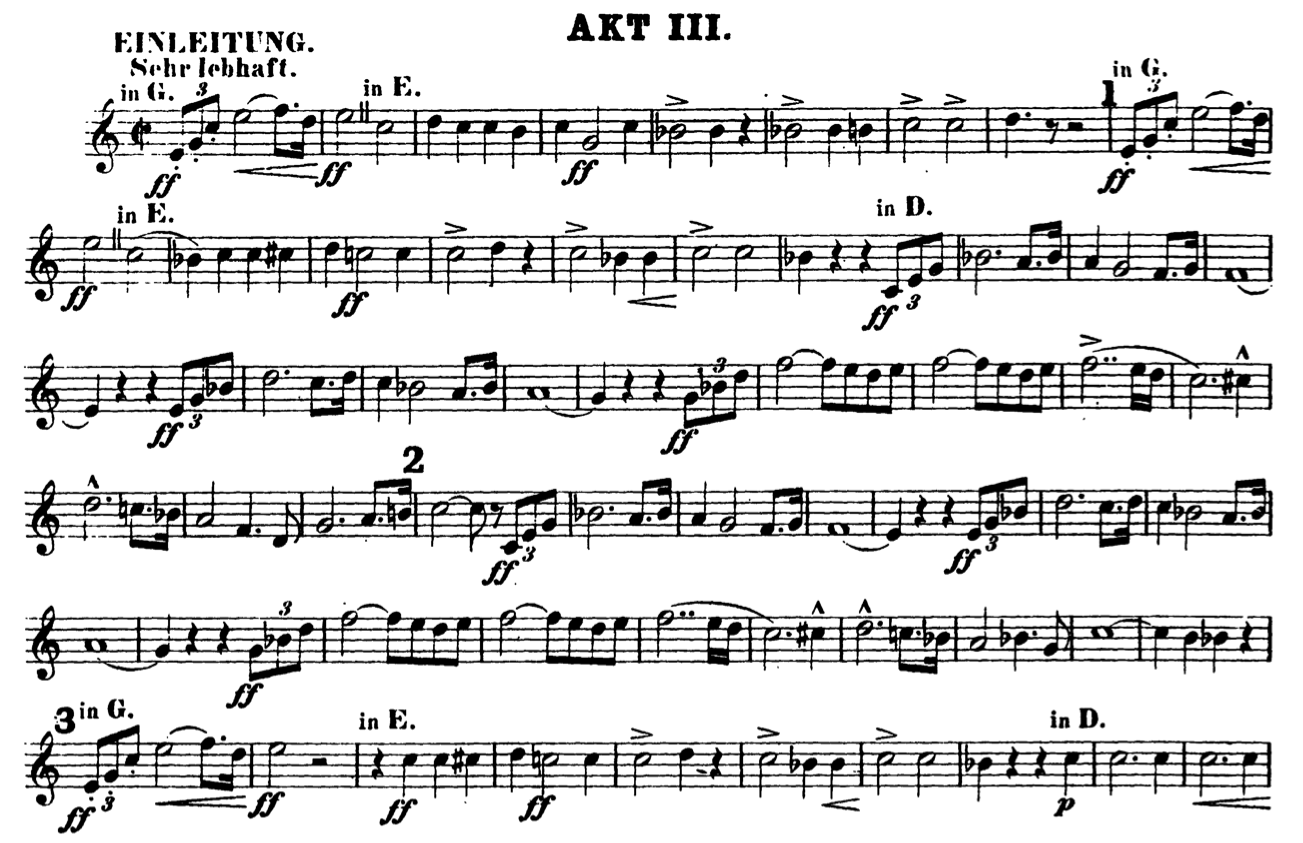 AKT III.
EINLEITUNG.
Sehr lebhaft.
in G. 3 in E. 1 in G. 3
ff ff ff ff
in E. in D.
ff ff ff 3
3
ff 3 ff
2
ff 3 ff 3
3
ff
3 in G. in E. in D.
ff 3 ff ff ff p